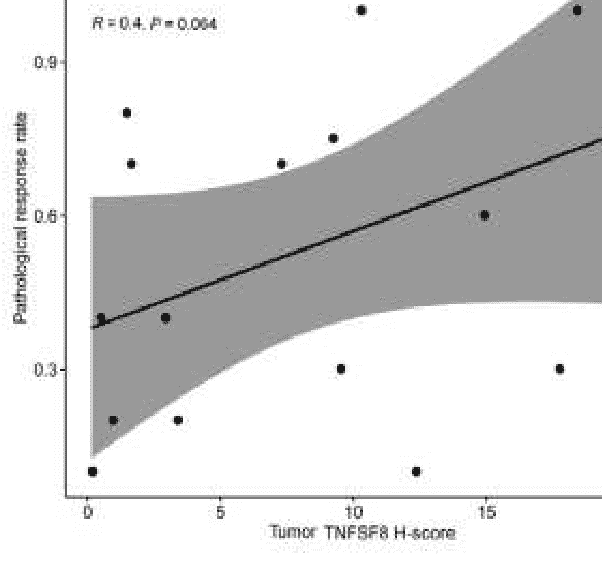 R = 0.4, P = 0.064
0.9
0.6
0.3
Pathological response rate
0 5 10 15
Tumor TNFSF8 H-score